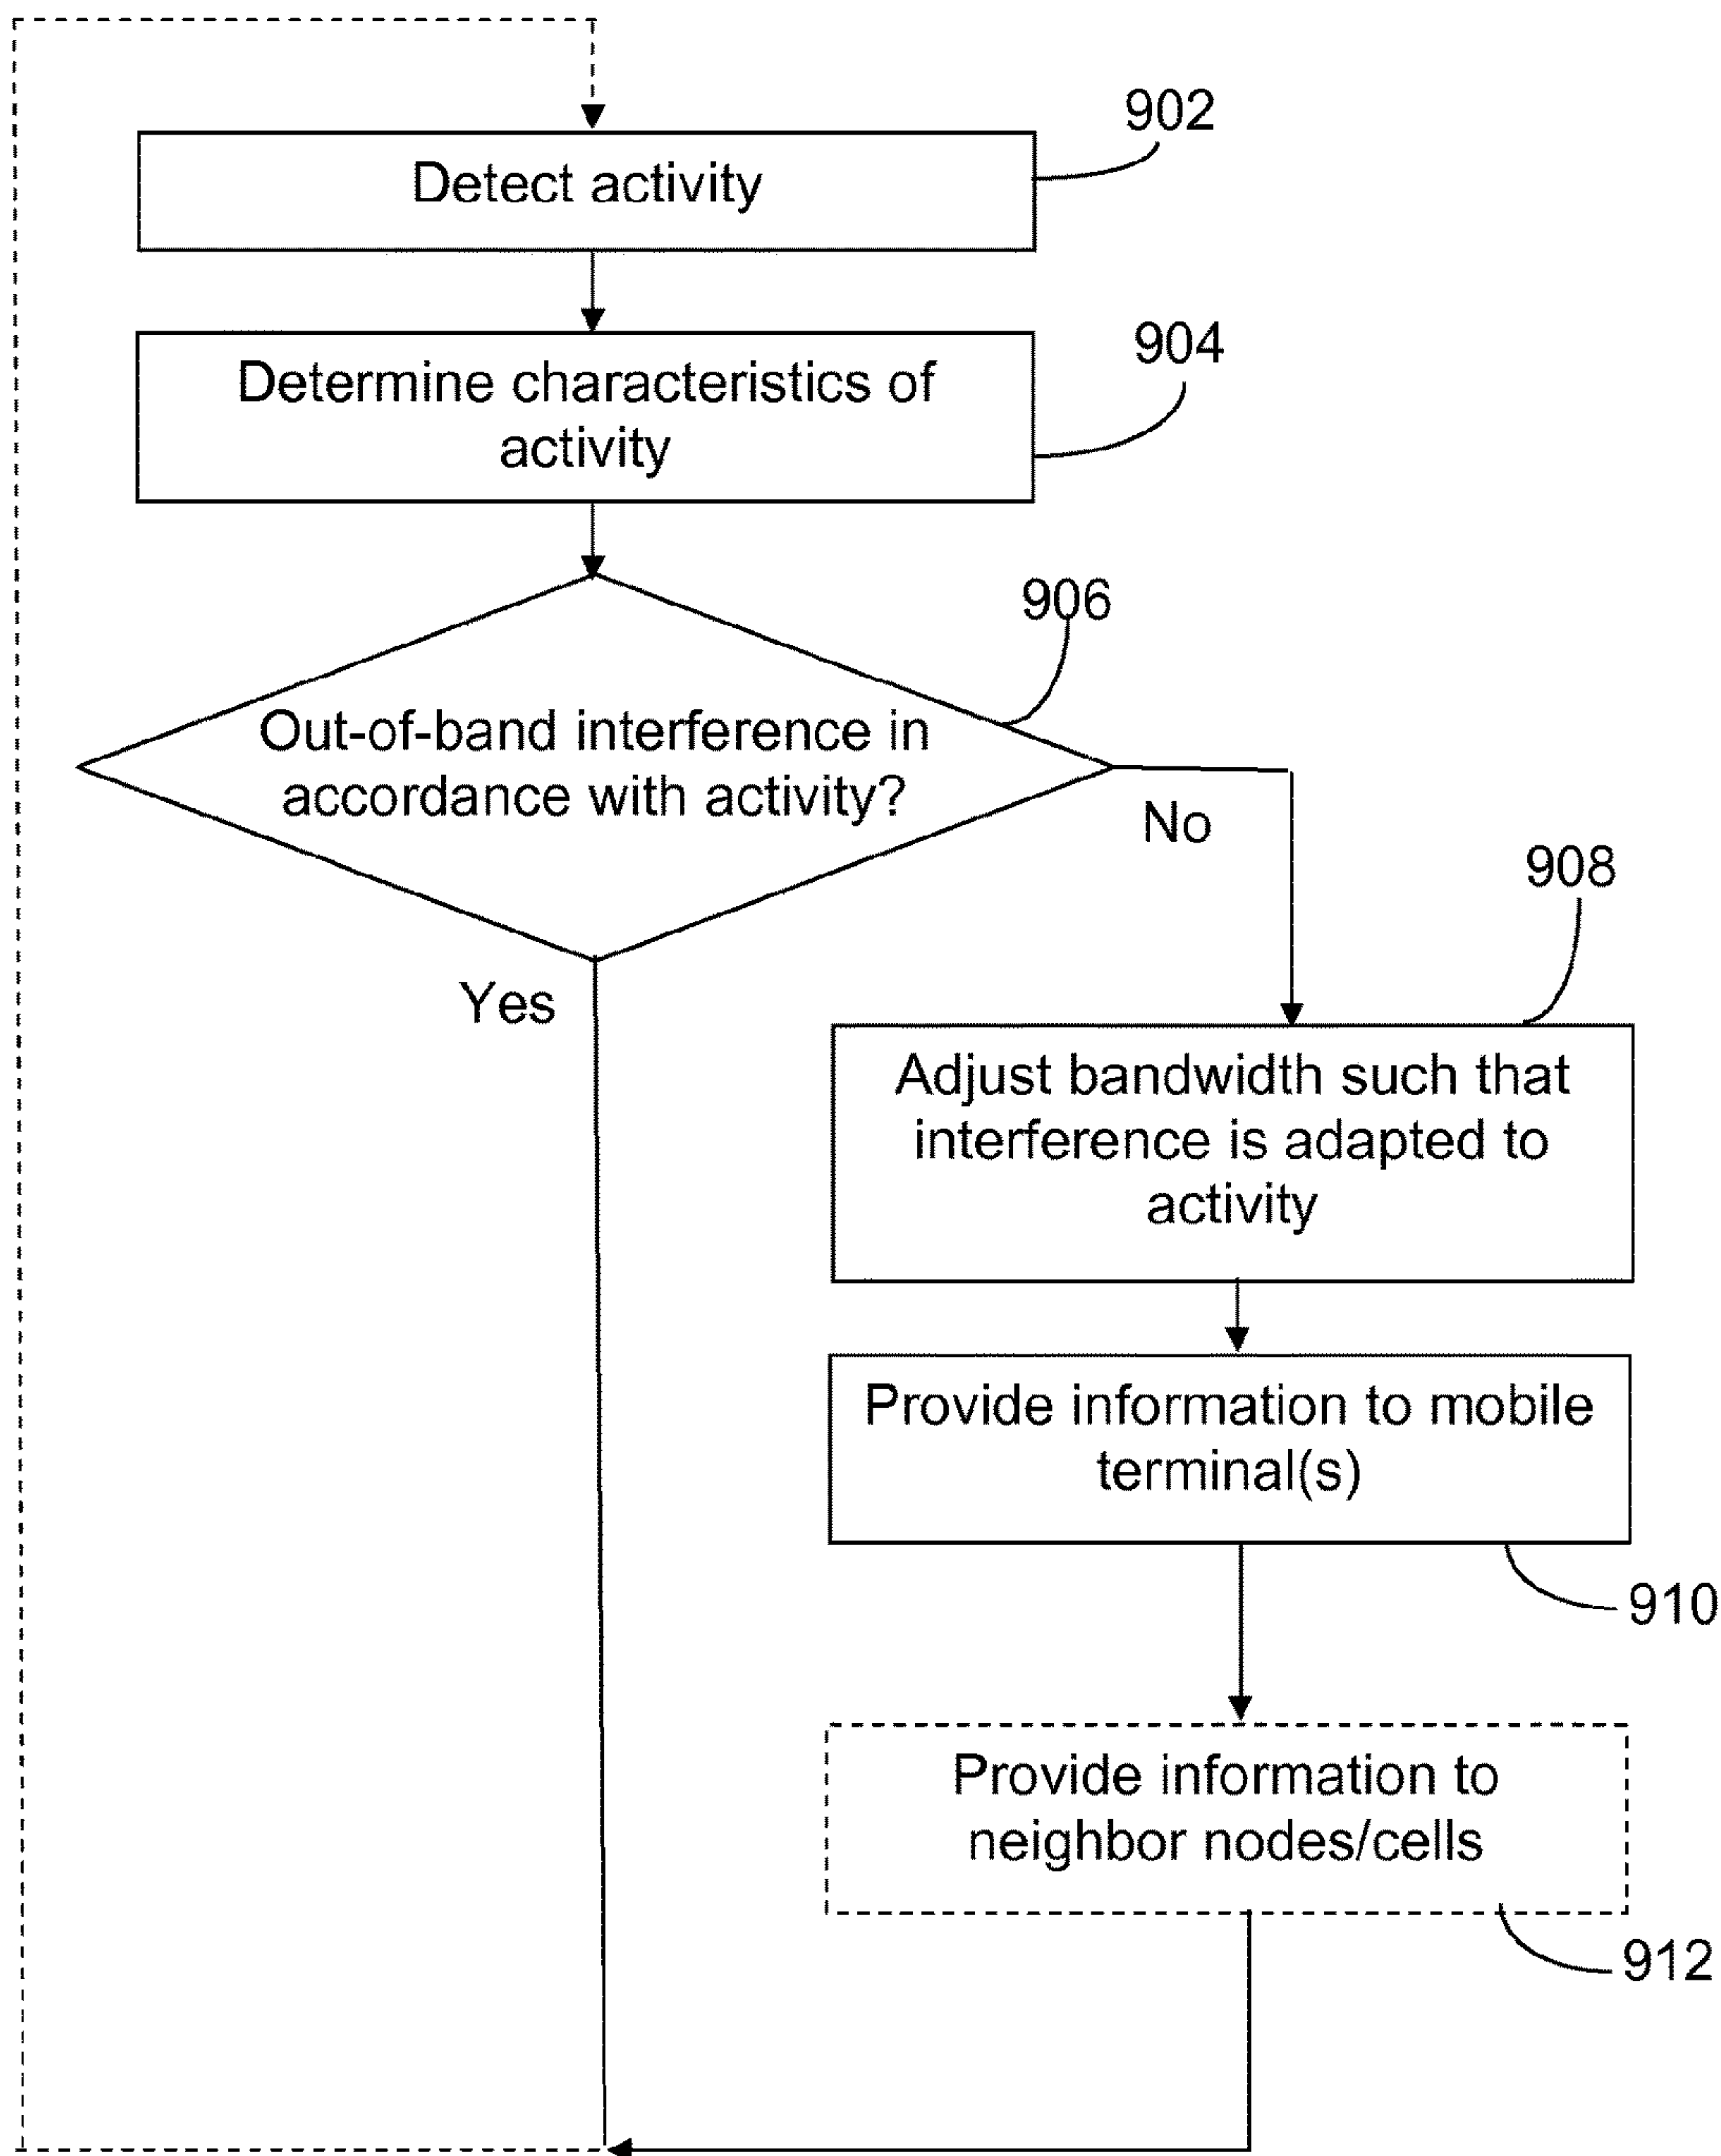 902
Detect activity
904
Determine characteristics of
activity
906
Out-of-band interference in
accordance with activity?
No
908
Yes
Adjust bandwidth such that
interference is adapted to
activity
Provide information to mobile
terminal(s)
910
Provide information to
neighbor nodes/cells
912